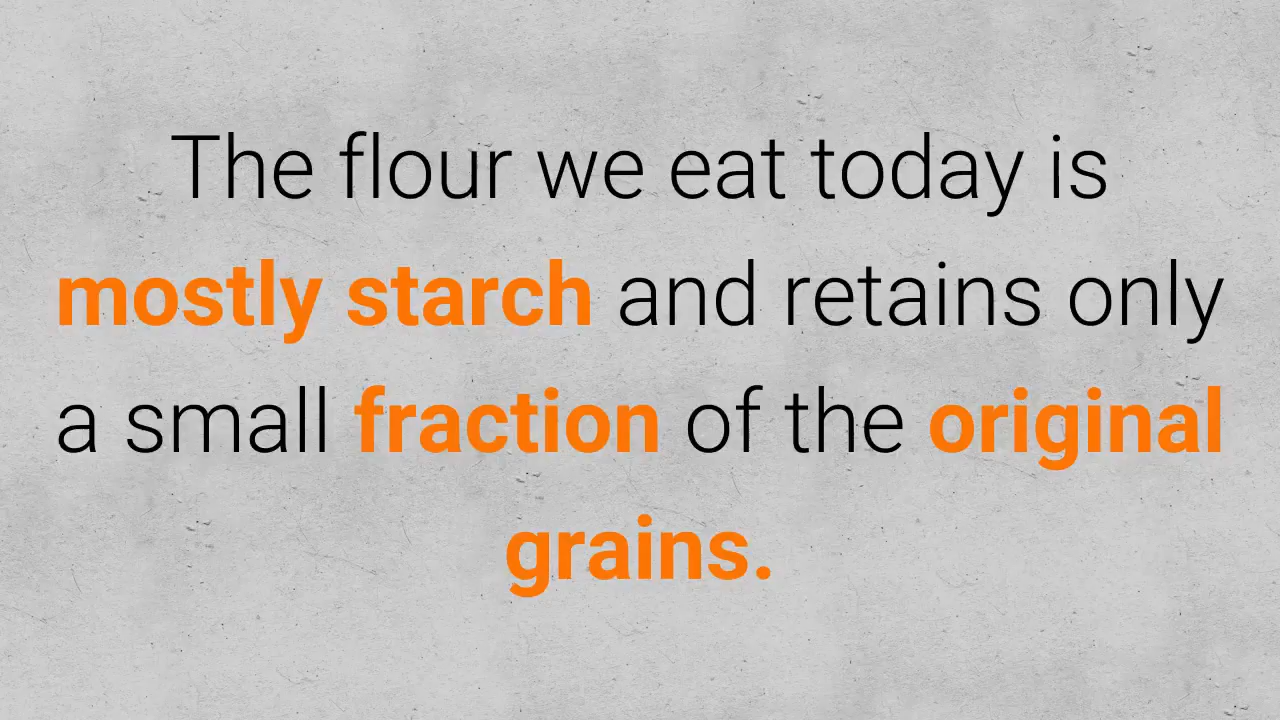 The flour we eat today is
mostly starch and retains only
a small fraction of the original
grains.